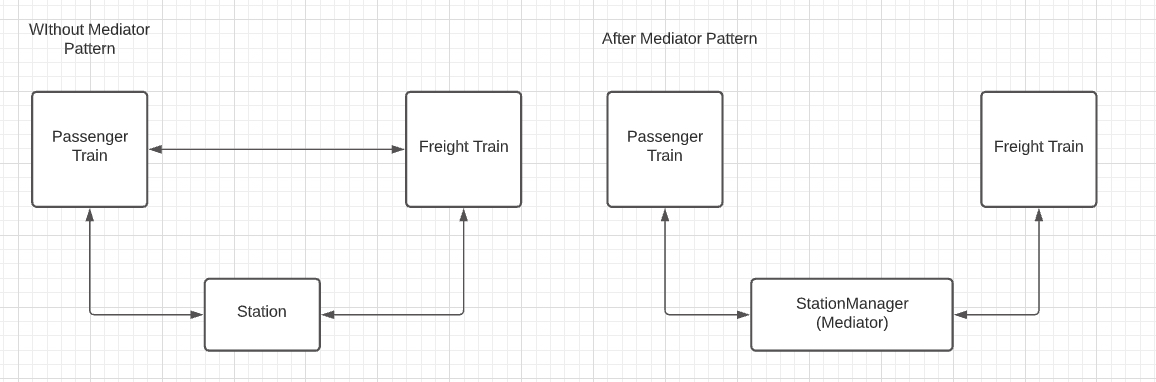 WIthout Mediator
Pattern
After Mediator Pattern
Passenger
Train
Freight Train
Passenger
Train
Freight Train
Station
StationManager
(Mediator)